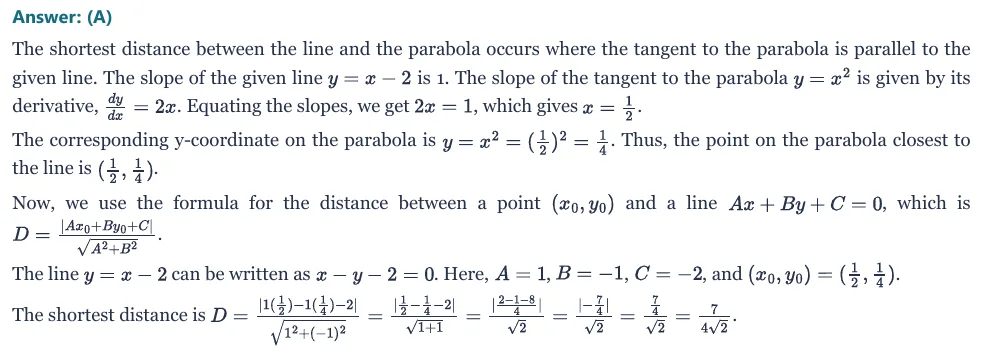 Answer: (A)
The shortest distance between the line and the parabola occurs where the tangent to the parabola is parallel to the
given line. The slope of the given line y = x − 2 is 1. The slope of the tangent to the parabola y = x² is given by its
derivative, dy/dx = 2x. Equating the slopes, we get 2x = 1, which gives x = 1/2.
The corresponding y-coordinate on the parabola is y = x² = (1/2)² = 1/4. Thus, the point on the parabola closest to
the line is (1/2, 1/4).
Now, we use the formula for the distance between a point (x₀, y₀) and a line Ax + By + C = 0, which is
D = |Ax₀+By₀+C|/√(A²+B²).
The line y = x − 2 can be written as x − y − 2 = 0. Here, A = 1, B = −1, C = −2, and (x₀, y₀) = (1/2, 1/4).
The shortest distance is D = |1(1/2)−1(1/4)−2|/√(1²+(−1)²) = |1/2−1/4−2|/√(1+1) = |(2−1−8)/4|/√2 = |−7/4|/√2 = (7/4)/√2 = 7/(4√2).